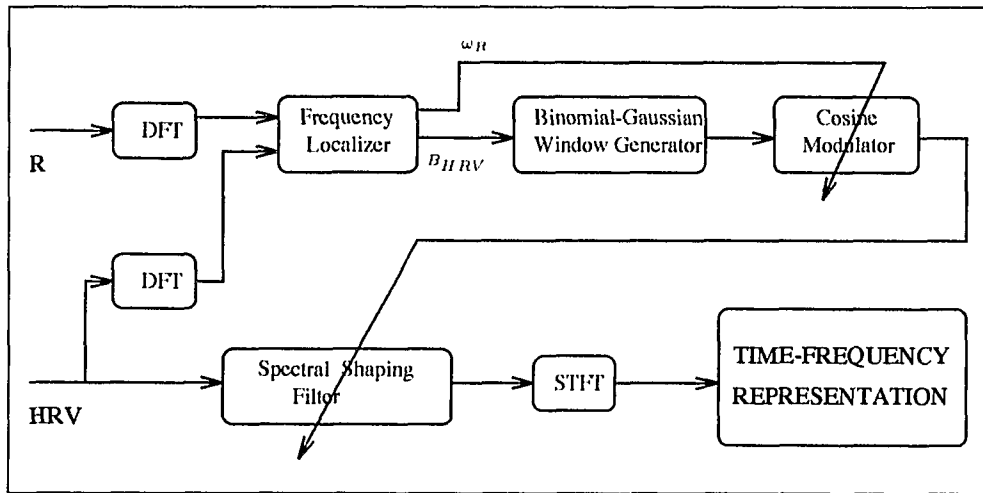 ω_R
DFT
Frequency
Localizer
Binomial-Gaussian
Window Generator
Cosine
Modulator
R
B_HRV
DFT
Spectral Shaping
Filter
STFT
TIME-FREQUENCY
REPRESENTATION
HRV